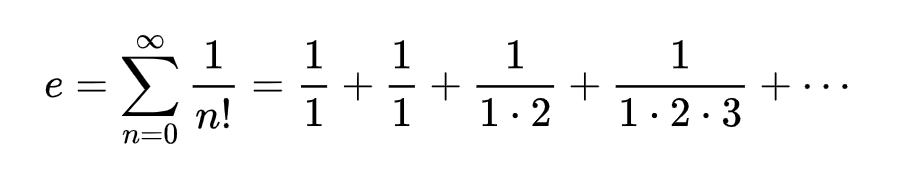 e = \sum_{n=0}^{\infty} \frac{1}{n!} = \frac{1}{1} + \frac{1}{1} + \frac{1}{1 \cdot 2} + \frac{1}{1 \cdot 2 \cdot 3} + \cdots